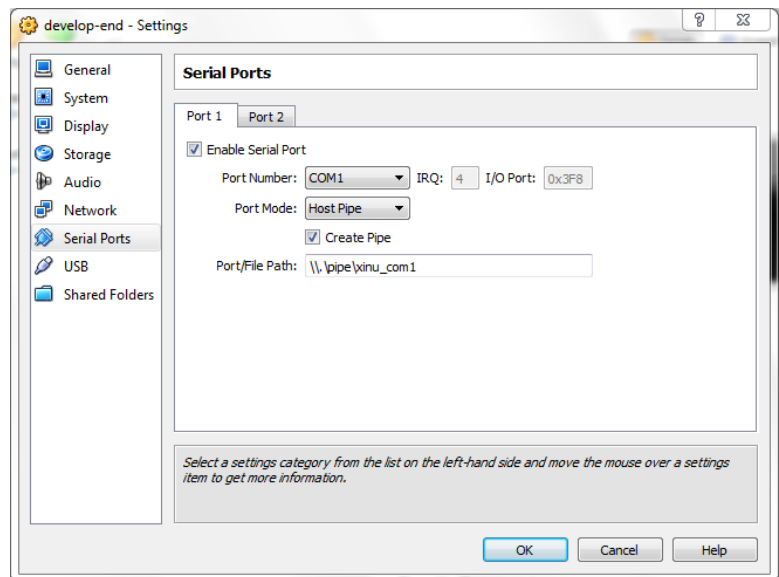 develop-end - Settings
General
System
Display
Storage
Audio
Network
Serial Ports
USB
Shared Folders
Serial Ports
Port 1 Port 2
Enable Serial Port
Port Number: COM1 IRQ: 4 I/O Port: 0x3F8
Port Mode: Host Pipe
Create Pipe
Port/File Path: \\.\pipe\xinu_com1
Select a settings category from the list on the left-hand side and move the mouse over a settings
item to get more information.
OK Cancel Help